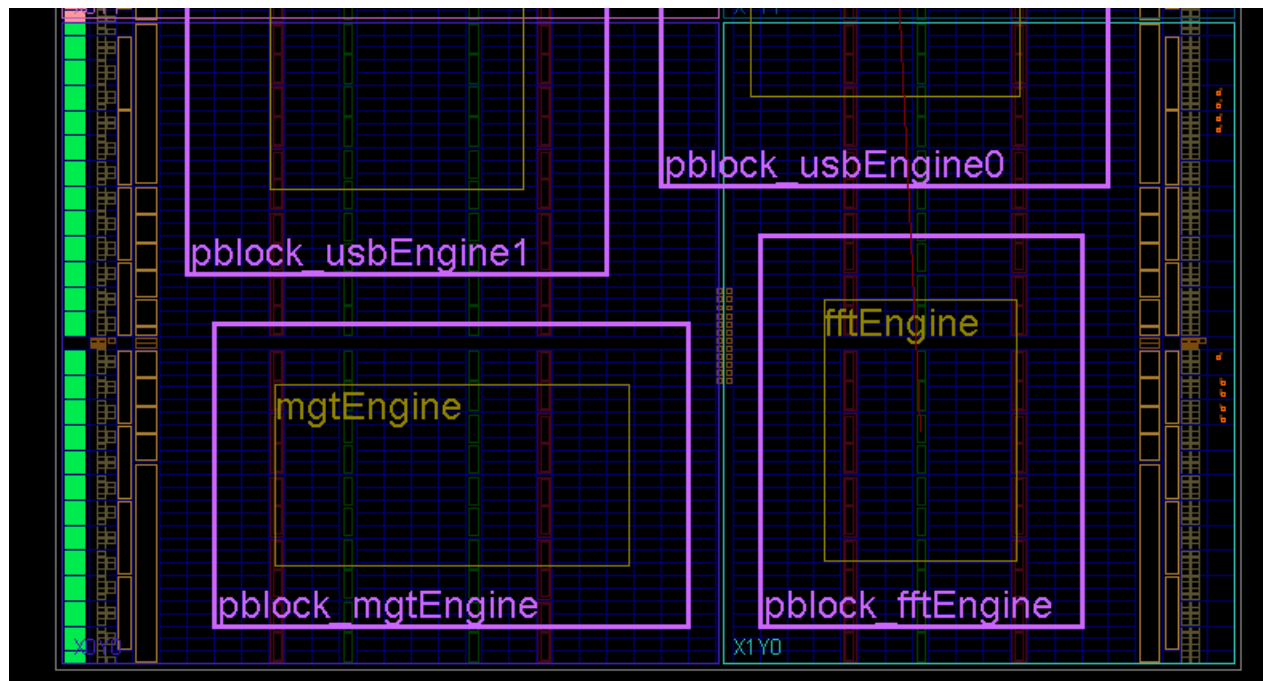 pblock_usbEngine0
pblock_usbEngine1
fftEngine
mgtEngine
pblock_mgtEngine
pblock_fftEngine
X0Y0
X1Y0